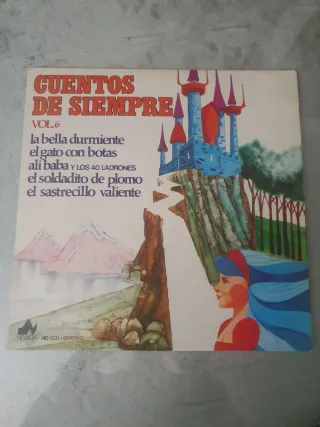 CUENTOS
DE SIEMPRE
VOL.6
la bella durmiente
el gato con botas
ali baba Y LOS 40 LADRONES
el soldadito de plomo
el sastrecillo valiente